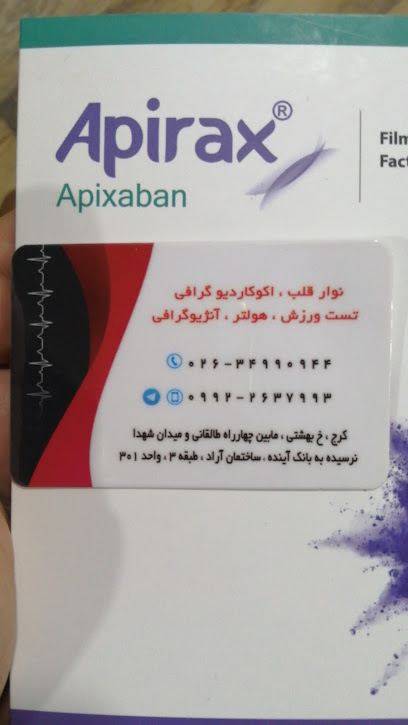 Apirax®
Apixaban
Film
Fact
نوار قلب ، اکوکاردیو گرافی
تست ورزش ، هولتر ، آنژیوگرافی
۰۲۶-۳۴۹۹۰۹۴۴
۰۹۹۲-۲۶۳۷۹۹۳
کرج ، خ بهشتی ، مابین چهارراه طالقانی و میدان شهدا
نرسیده به بانک آینده ، ساختمان آراد ، طبقه ۳ ، واحد ۳۰۱